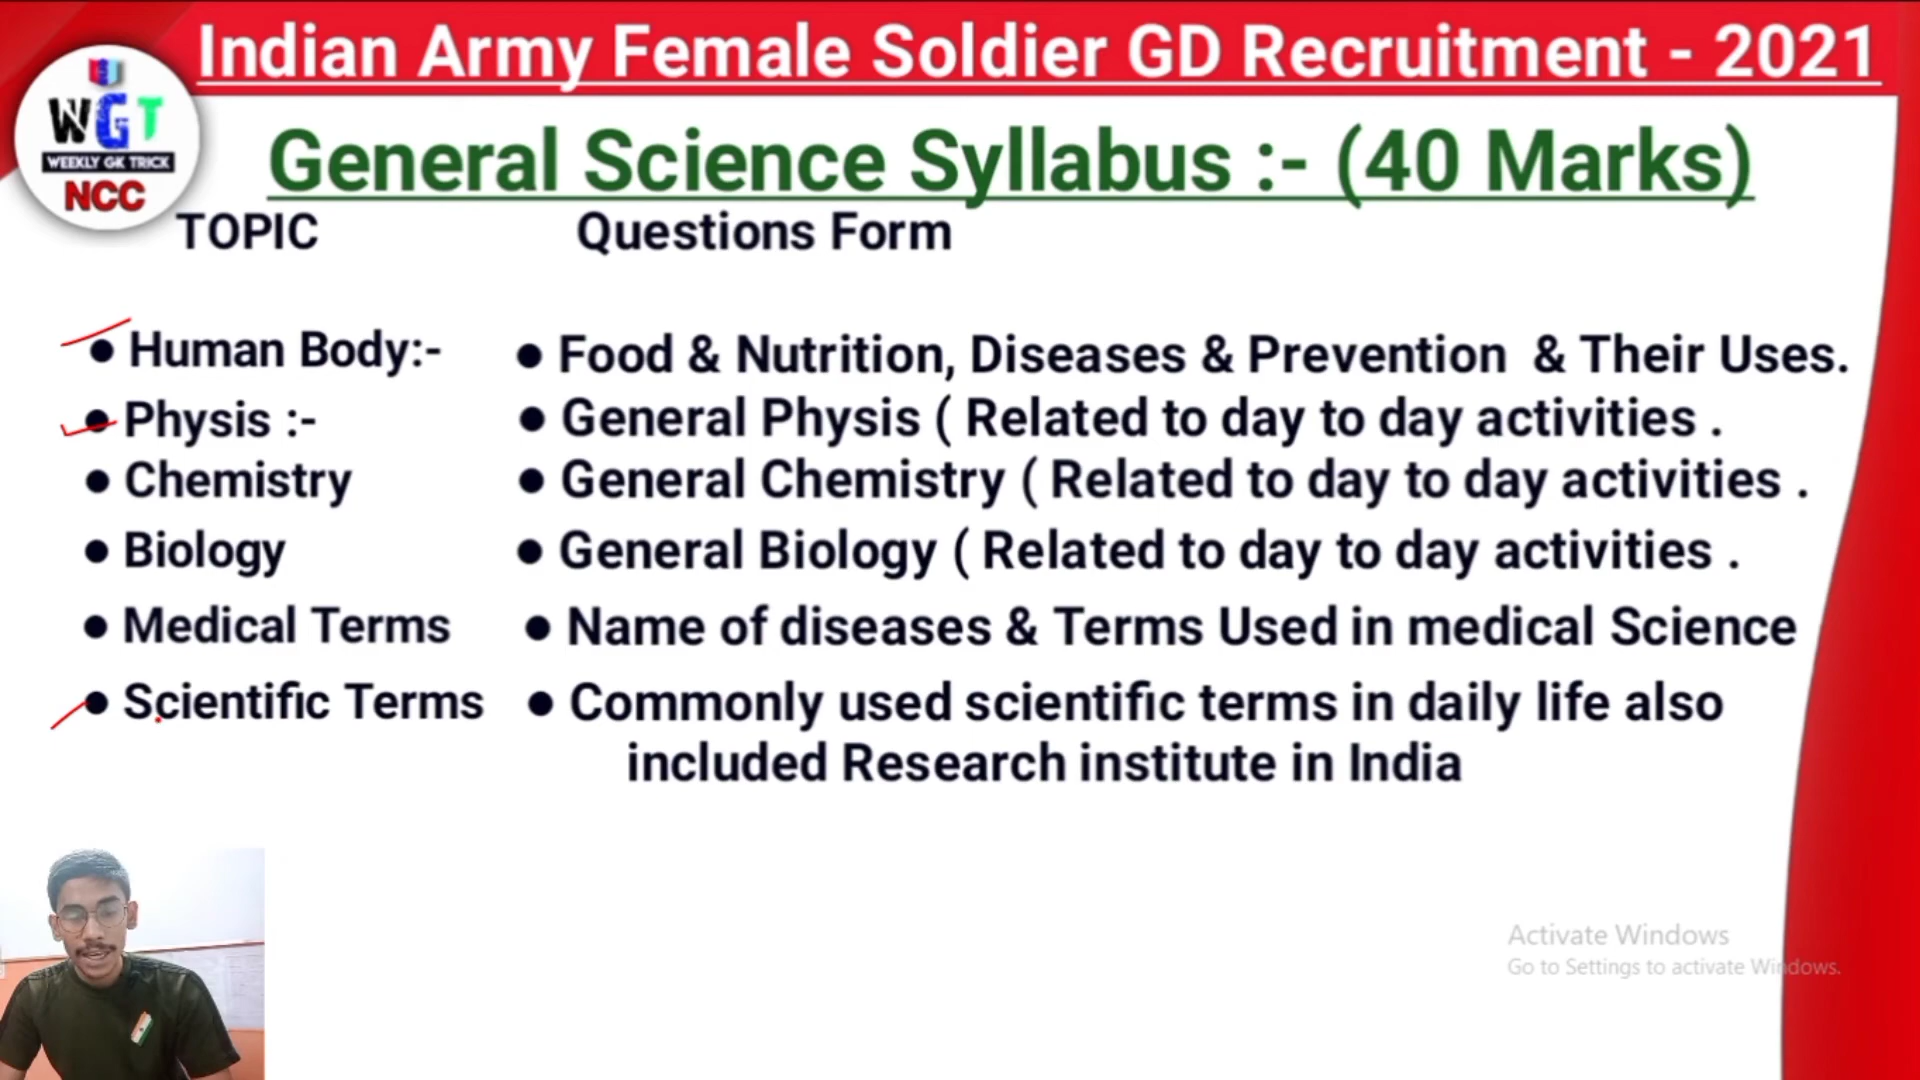 Indian Army Female Soldier GD Recruitment - 2021
WGT
WEEKLY GK TRICK
NCC
General Science Syllabus :- (40 Marks)
TOPIC Questions Form
● Human Body:- ● Food & Nutrition, Diseases & Prevention & Their Uses.
● Physis :- ● General Physis ( Related to day to day activities .
● Chemistry ● General Chemistry ( Related to day to day activities .
● Biology ● General Biology ( Related to day to day activities .
● Medical Terms ● Name of diseases & Terms Used in medical Science
● Scientific Terms ● Commonly used scientific terms in daily life also
included Research institute in India
Activate Windows
Go to Settings to activate Windows.